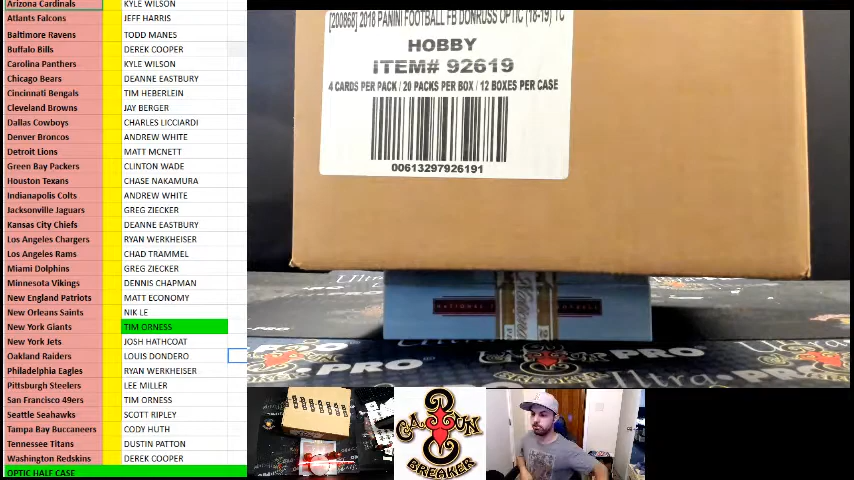 Arizona Cardinals KYLE WILSON
Atlants Falcons JEFF HARRIS
Baltimore Ravens TODD MANES
Buffalo Bills DEREK COOPER
Carolina Panthers KYLE WILSON
Chicago Bears DEANNE EASTBURY
Cincinnati Bengals TIM HEBERLEIN
Cleveland Browns JAY BERGER
Dallas Cowboys CHARLES LICCIARDI
Denver Broncos ANDREW WHITE
Detroit Lions MATT MCNETT
Green Bay Packers CLINTON WADE
Houston Texans CHASE NAKAMURA
Indianapolis Colts ANDREW WHITE
Jacksonville Jaguars GREG ZIECKER
Kansas City Chiefs DEANNE EASTBURY
Los Angeles Chargers RYAN WERKHEISER
Los Angeles Rams CHAD TRAMMEL
Miami Dolphins GREG ZIECKER
Minnesota Vikings DENNIS CHAPMAN
New England Patriots MATT ECONOMY
New Orleans Saints NIK LE
New York Giants TIM ORNESS
New York Jets JOSH HATHCOAT
Oakland Raiders LOUIS DONDERO
Philadelphia Eagles RYAN WERKHEISER
Pittsburgh Steelers LEE MILLER
San Francisco 49ers TIM ORNESS
Seattle Seahawks SCOTT RIPLEY
Tampa Bay Buccaneers CODY HUTH
Tennessee Titans DUSTIN PATTON
Washington Redskins DEREK COOPER
OPTIC HALF CASE
[200868] 2018 PANINI FOOTBALL FB DONRUSS OPTIC (18-19) TC
HOBBY
ITEM# 92619
4 CARDS PER PACK / 20 PACKS PER BOX / 12 BOXES PER CASE
00613297926191
NATIONAL
PRO
Ultra PRO
CAJUN
BREAKER